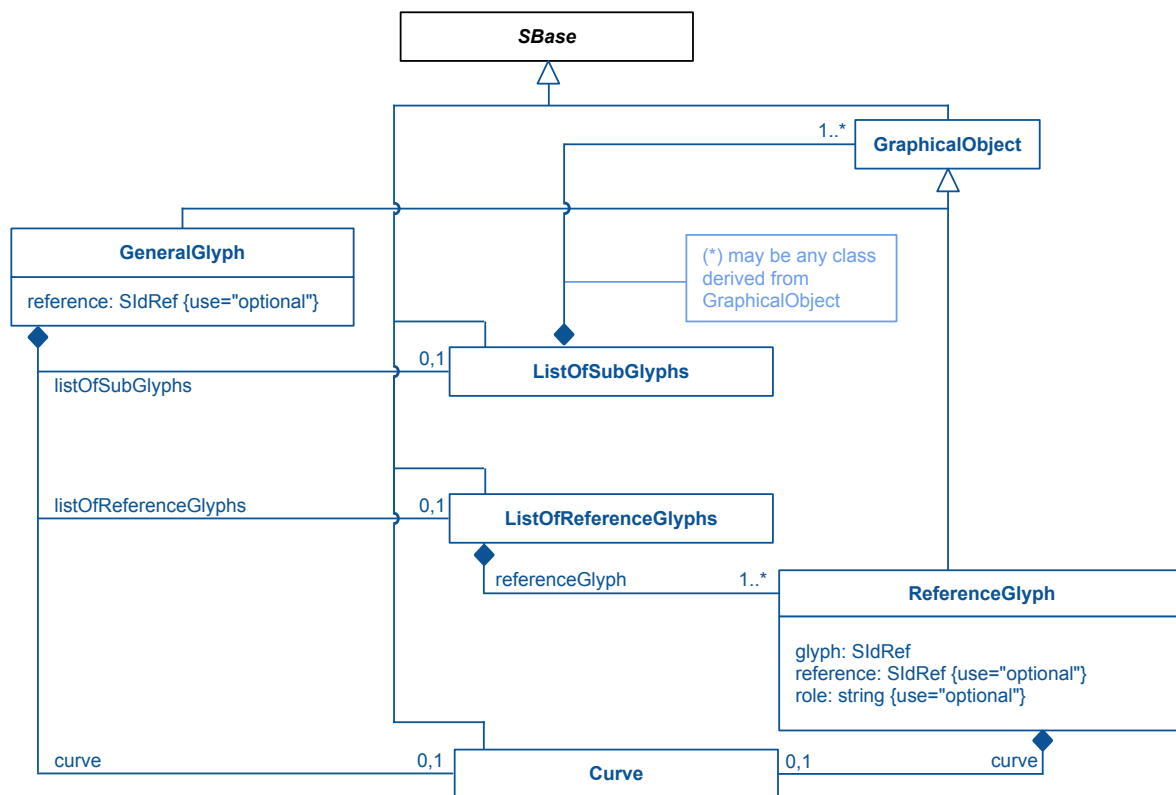 SBase
1..*
GraphicalObject
GeneralGlyph
reference: SIdRef {use="optional"}
(*) may be any class
derived from
GraphicalObject
0,1
listOfSubGlyphs
ListOfSubGlyphs
listOfReferenceGlyphs
0,1
ListOfReferenceGlyphs
referenceGlyph
1..*
ReferenceGlyph
glyph: SIdRef
reference: SIdRef {use="optional"}
role: string {use="optional"}
curve
0,1
Curve
0,1
curve